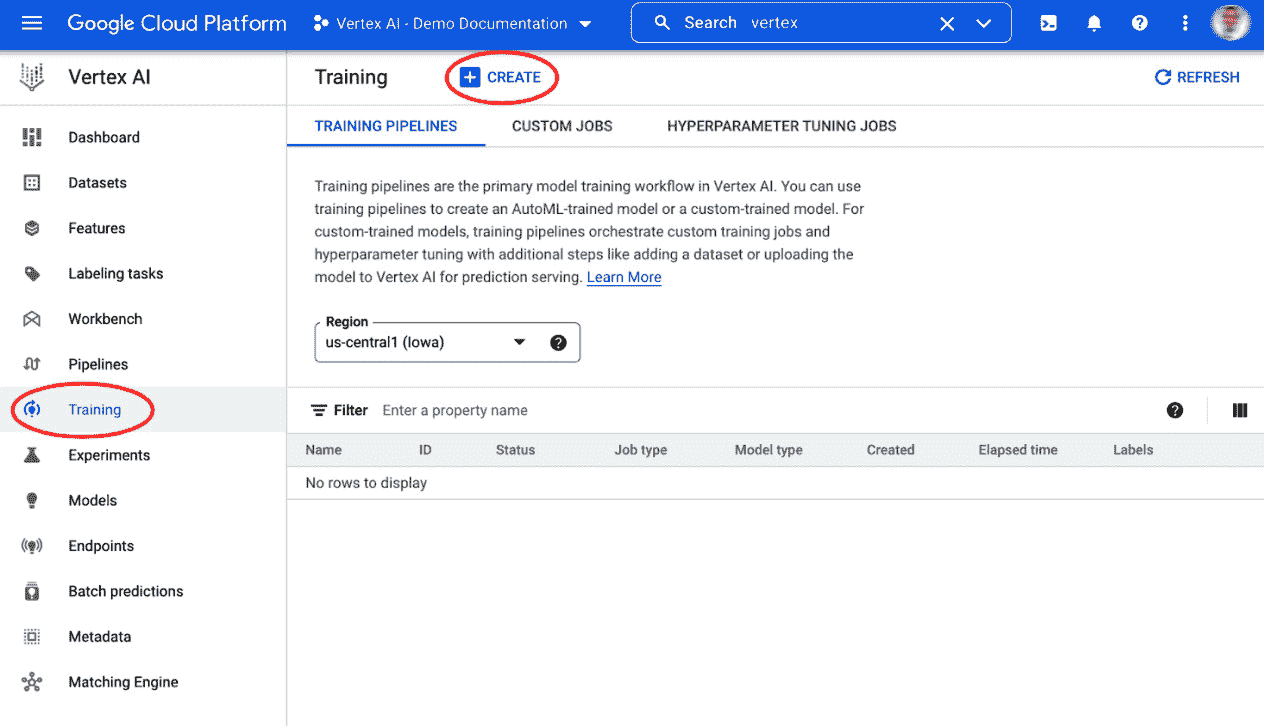 Google Cloud Platform
Vertex AI - Demo Documentation
Search vertex
Vertex AI
Training
CREATE
REFRESH
Dashboard
Datasets
Features
Labeling tasks
Workbench
Pipelines
Training
Experiments
Models
Endpoints
Batch predictions
Metadata
Matching Engine
TRAINING PIPELINES CUSTOM JOBS HYPERPARAMETER TUNING JOBS
Training pipelines are the primary model training workflow in Vertex AI. You can use
training pipelines to create an AutoML-trained model or a custom-trained model. For
custom-trained models, training pipelines orchestrate custom training jobs and
hyperparameter tuning with additional steps like adding a dataset or uploading the
model to Vertex AI for prediction serving. Learn More
Region
us-central1 (Iowa)
Filter Enter a property name
Name ID Status Job type Model type Created Elapsed time Labels
No rows to display